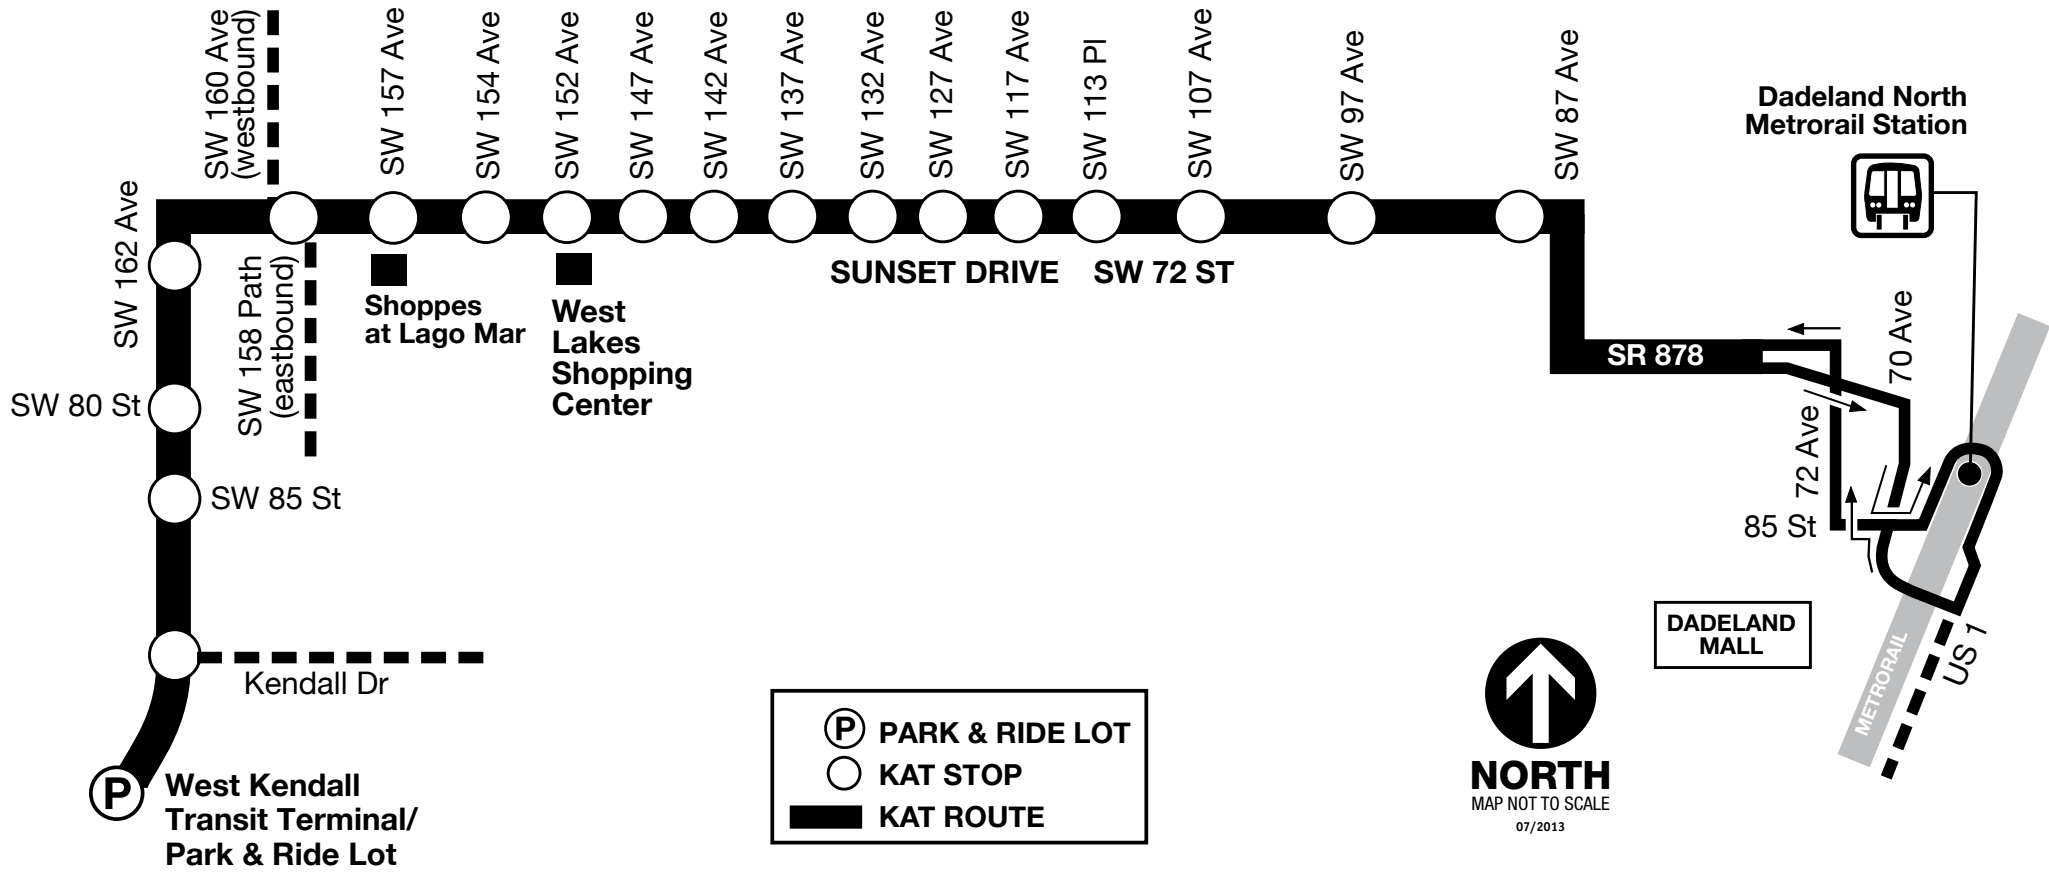 SW 160 Ave
(westbound)
SW 157 Ave
SW 154 Ave
SW 152 Ave
SW 147 Ave
SW 142 Ave
SW 137 Ave
SW 132 Ave
SW 127 Ave
SW 117 Ave
SW 113 Pl
SW 107 Ave
SW 97 Ave
SW 87 Ave
Dadeland North
Metrorail Station
SW 162 Ave
SW 158 Path
(eastbound)
Shoppes
at Lago Mar
West
Lakes
Shopping
Center
SUNSET DRIVE SW 72 ST
SR 878
70 Ave
72 Ave
85 St
SW 80 St
SW 85 St
Kendall Dr
DADELAND
MALL
METRORAIL
US 1
P
West Kendall
Transit Terminal/
Park & Ride Lot
P PARK & RIDE LOT
KAT STOP
KAT ROUTE
NORTH
MAP NOT TO SCALE
07/2013